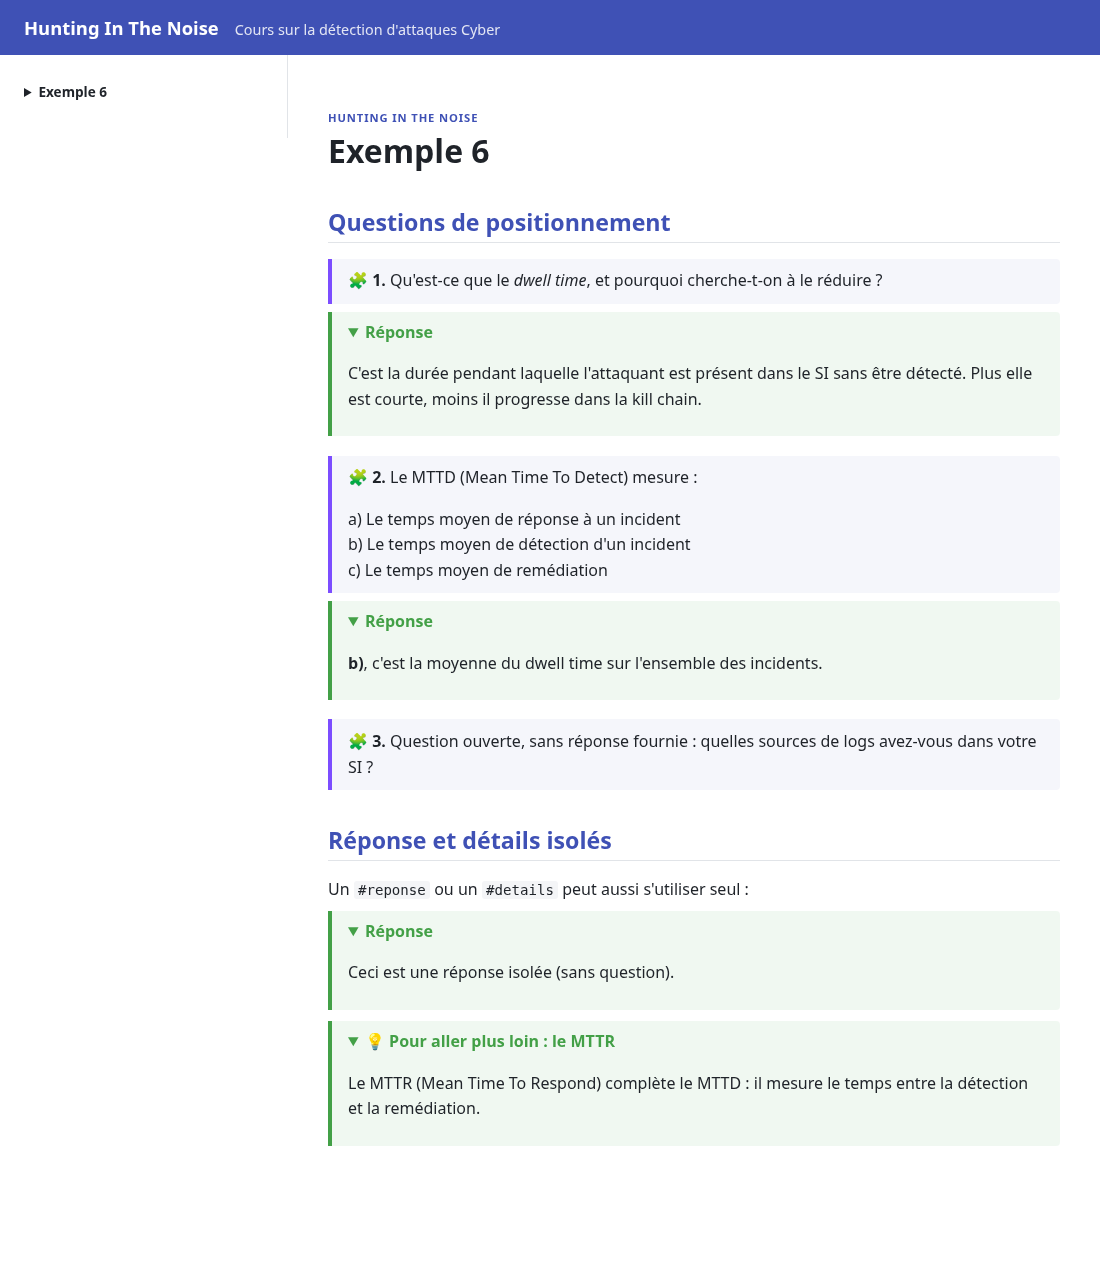 Hunting In The Noise Cours sur la détection d'attaques Cyber
▶ Exemple 6
HUNTING IN THE NOISE
Exemple 6
Questions de positionnement
🧩 1. Qu'est-ce que le dwell time, et pourquoi cherche-t-on à le réduire ?
▼ Réponse
C'est la durée pendant laquelle l'attaquant est présent dans le SI sans être détecté. Plus elle
est courte, moins il progresse dans la kill chain.
🧩 2. Le MTTD (Mean Time To Detect) mesure :
a) Le temps moyen de réponse à un incident
b) Le temps moyen de détection d'un incident
c) Le temps moyen de remédiation
▼ Réponse
b), c'est la moyenne du dwell time sur l'ensemble des incidents.
🧩 3. Question ouverte, sans réponse fournie : quelles sources de logs avez-vous dans votre
SI ?
Réponse et détails isolés
Un #reponse ou un #details peut aussi s'utiliser seul :
▼ Réponse
Ceci est une réponse isolée (sans question).
▼ 💡 Pour aller plus loin : le MTTR
Le MTTR (Mean Time To Respond) complète le MTTD : il mesure le temps entre la détection
et la remédiation.